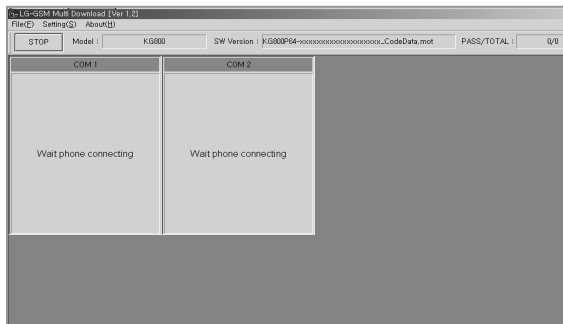 LG-GSM Multi Download [Ver 1,2]
File(F) Setting(S) About(H)
STOP Model : KG800 SW Version : KG800P64-xxxxxxxxxxxxxxxxxxxx_CodeData,mot PASS/TOTAL : 0/0
COM 1 COM 2
Wait phone connecting Wait phone connecting